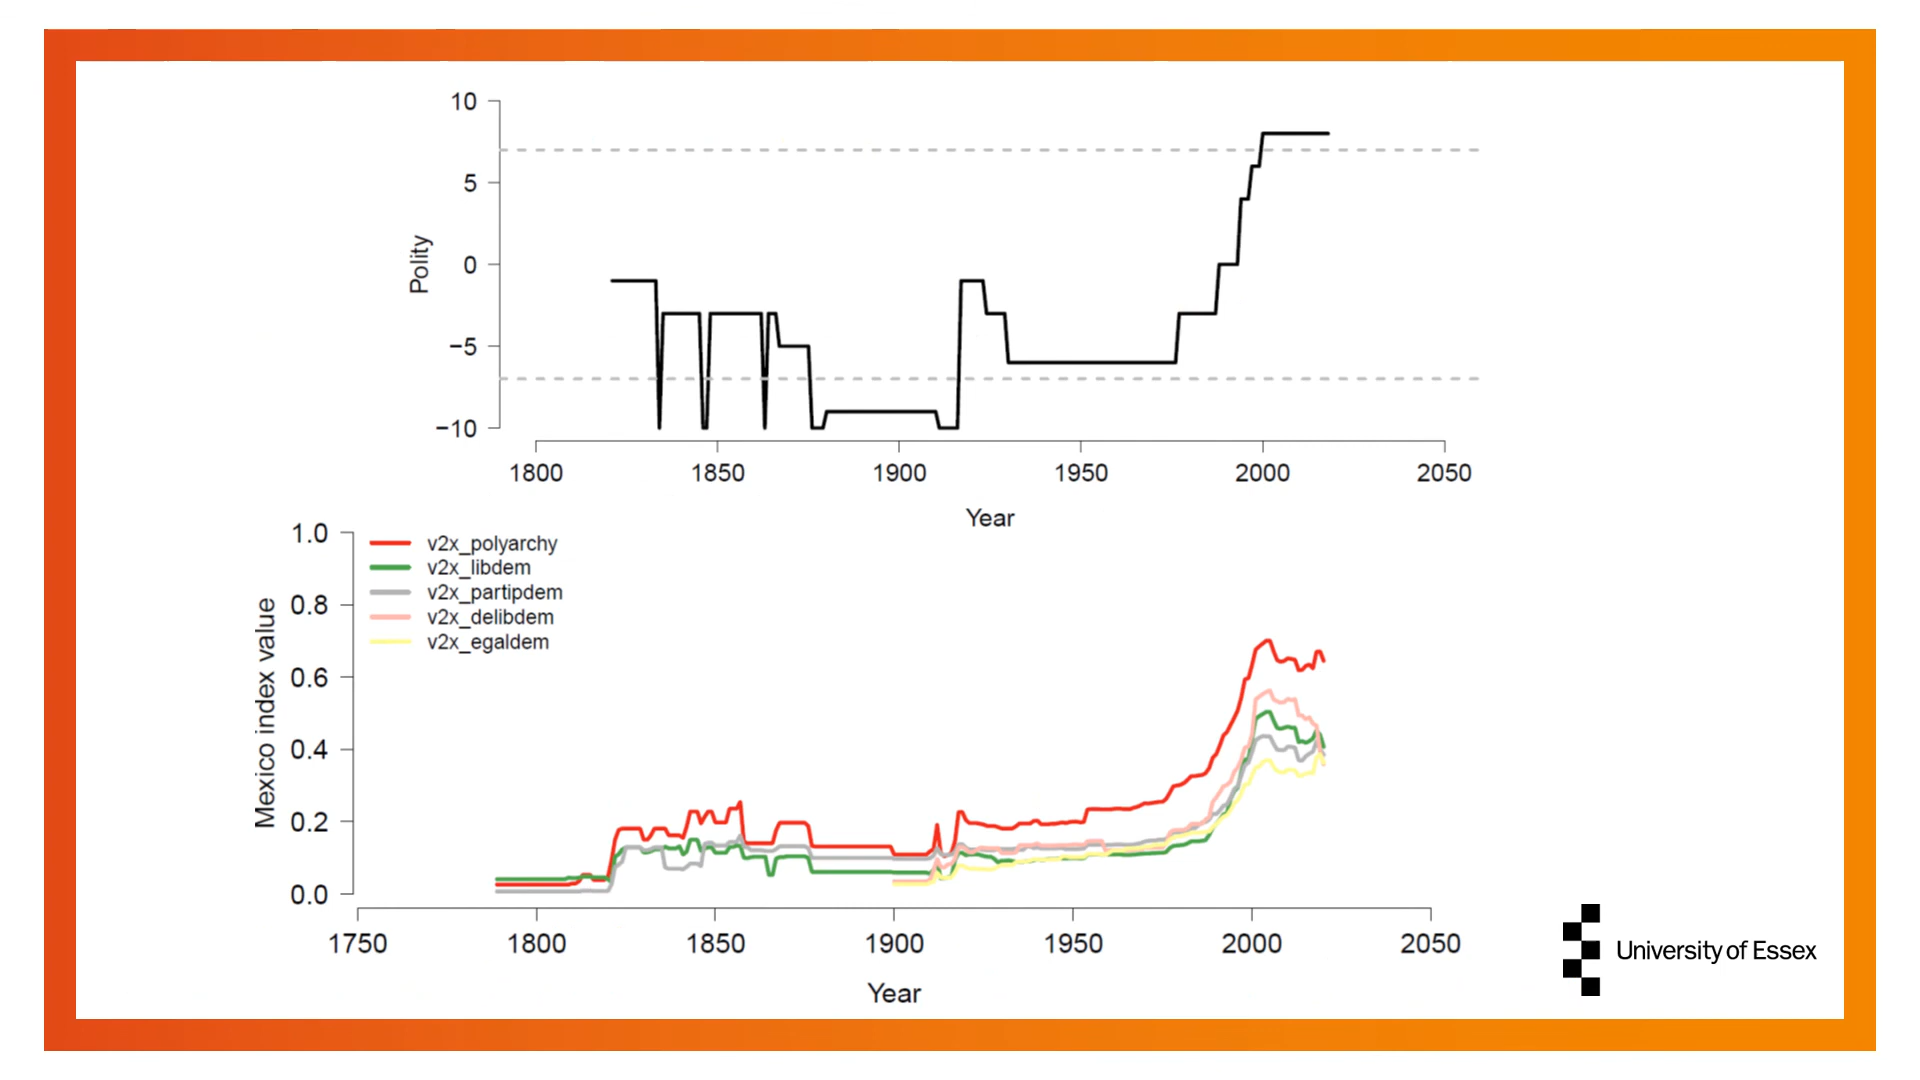 10
5
0
−5
−10
Polity
1800 1850 1900 1950 2000 2050
Year
1.0
0.8
0.6
0.4
0.2
0.0
Mexico index value
v2x_polyarchy
v2x_libdem
v2x_partipdem
v2x_delibdem
v2x_egaldem
1750 1800 1850 1900 1950 2000 2050
Year
University of Essex